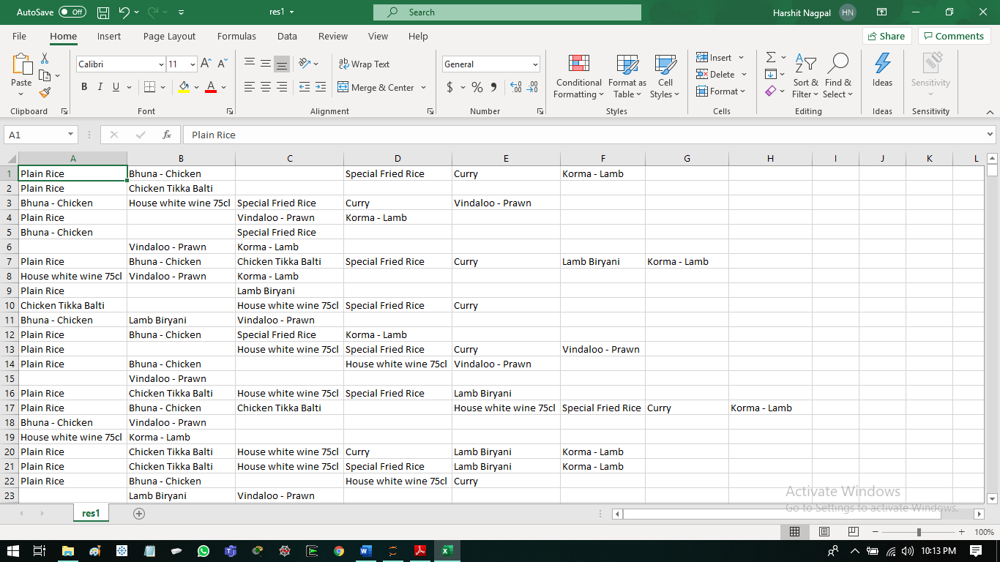 AutoSave Off res1 Search Harshit Nagpal HN
File Home Insert Page Layout Formulas Data Review View Help Share Comments
Calibri 11 ab Wrap Text General Insert Σ
Paste B I U A Merge & Center $ % Conditional Formatting Format as Table Cell Styles Delete Format Sort & Filter Find & Select Ideas Sensitivity
Clipboard Font Alignment Number Styles Cells Editing Ideas Sensitivity
A1 fx Plain Rice
A B C D E F G H I J K L
1 Plain Rice Bhuna - Chicken Special Fried Rice Curry Korma - Lamb
2 Plain Rice Chicken Tikka Balti
3 Bhuna - Chicken House white wine 75cl Special Fried Rice Curry Vindaloo - Prawn
4 Plain Rice Vindaloo - Prawn Korma - Lamb
5 Bhuna - Chicken Special Fried Rice
6 Vindaloo - Prawn Korma - Lamb
7 Plain Rice Bhuna - Chicken Chicken Tikka Balti Special Fried Rice Curry Lamb Biryani Korma - Lamb
8 House white wine 75cl Vindaloo - Prawn Korma - Lamb
9 Plain Rice Lamb Biryani
10 Chicken Tikka Balti House white wine 75cl Special Fried Rice Curry
11 Bhuna - Chicken Lamb Biryani Vindaloo - Prawn
12 Plain Rice Bhuna - Chicken Special Fried Rice Korma - Lamb
13 Plain Rice House white wine 75cl Special Fried Rice Curry Vindaloo - Prawn
14 Plain Rice Bhuna - Chicken House white wine 75cl Vindaloo - Prawn
15 Vindaloo - Prawn
16 Plain Rice Chicken Tikka Balti House white wine 75cl Special Fried Rice Lamb Biryani
17 Plain Rice Bhuna - Chicken Chicken Tikka Balti House white wine 75cl Special Fried Rice Curry Korma - Lamb
18 Bhuna - Chicken Vindaloo - Prawn
19 House white wine 75cl Korma - Lamb
20 Plain Rice Chicken Tikka Balti House white wine 75cl Curry Lamb Biryani Korma - Lamb
21 Plain Rice Chicken Tikka Balti House white wine 75cl Special Fried Rice Lamb Biryani Korma - Lamb
22 Plain Rice Bhuna - Chicken House white wine 75cl Curry
23 Lamb Biryani Vindaloo - Prawn
Activate Windows
Go to Settings to activate Windows.
res1
100%
10:13 PM